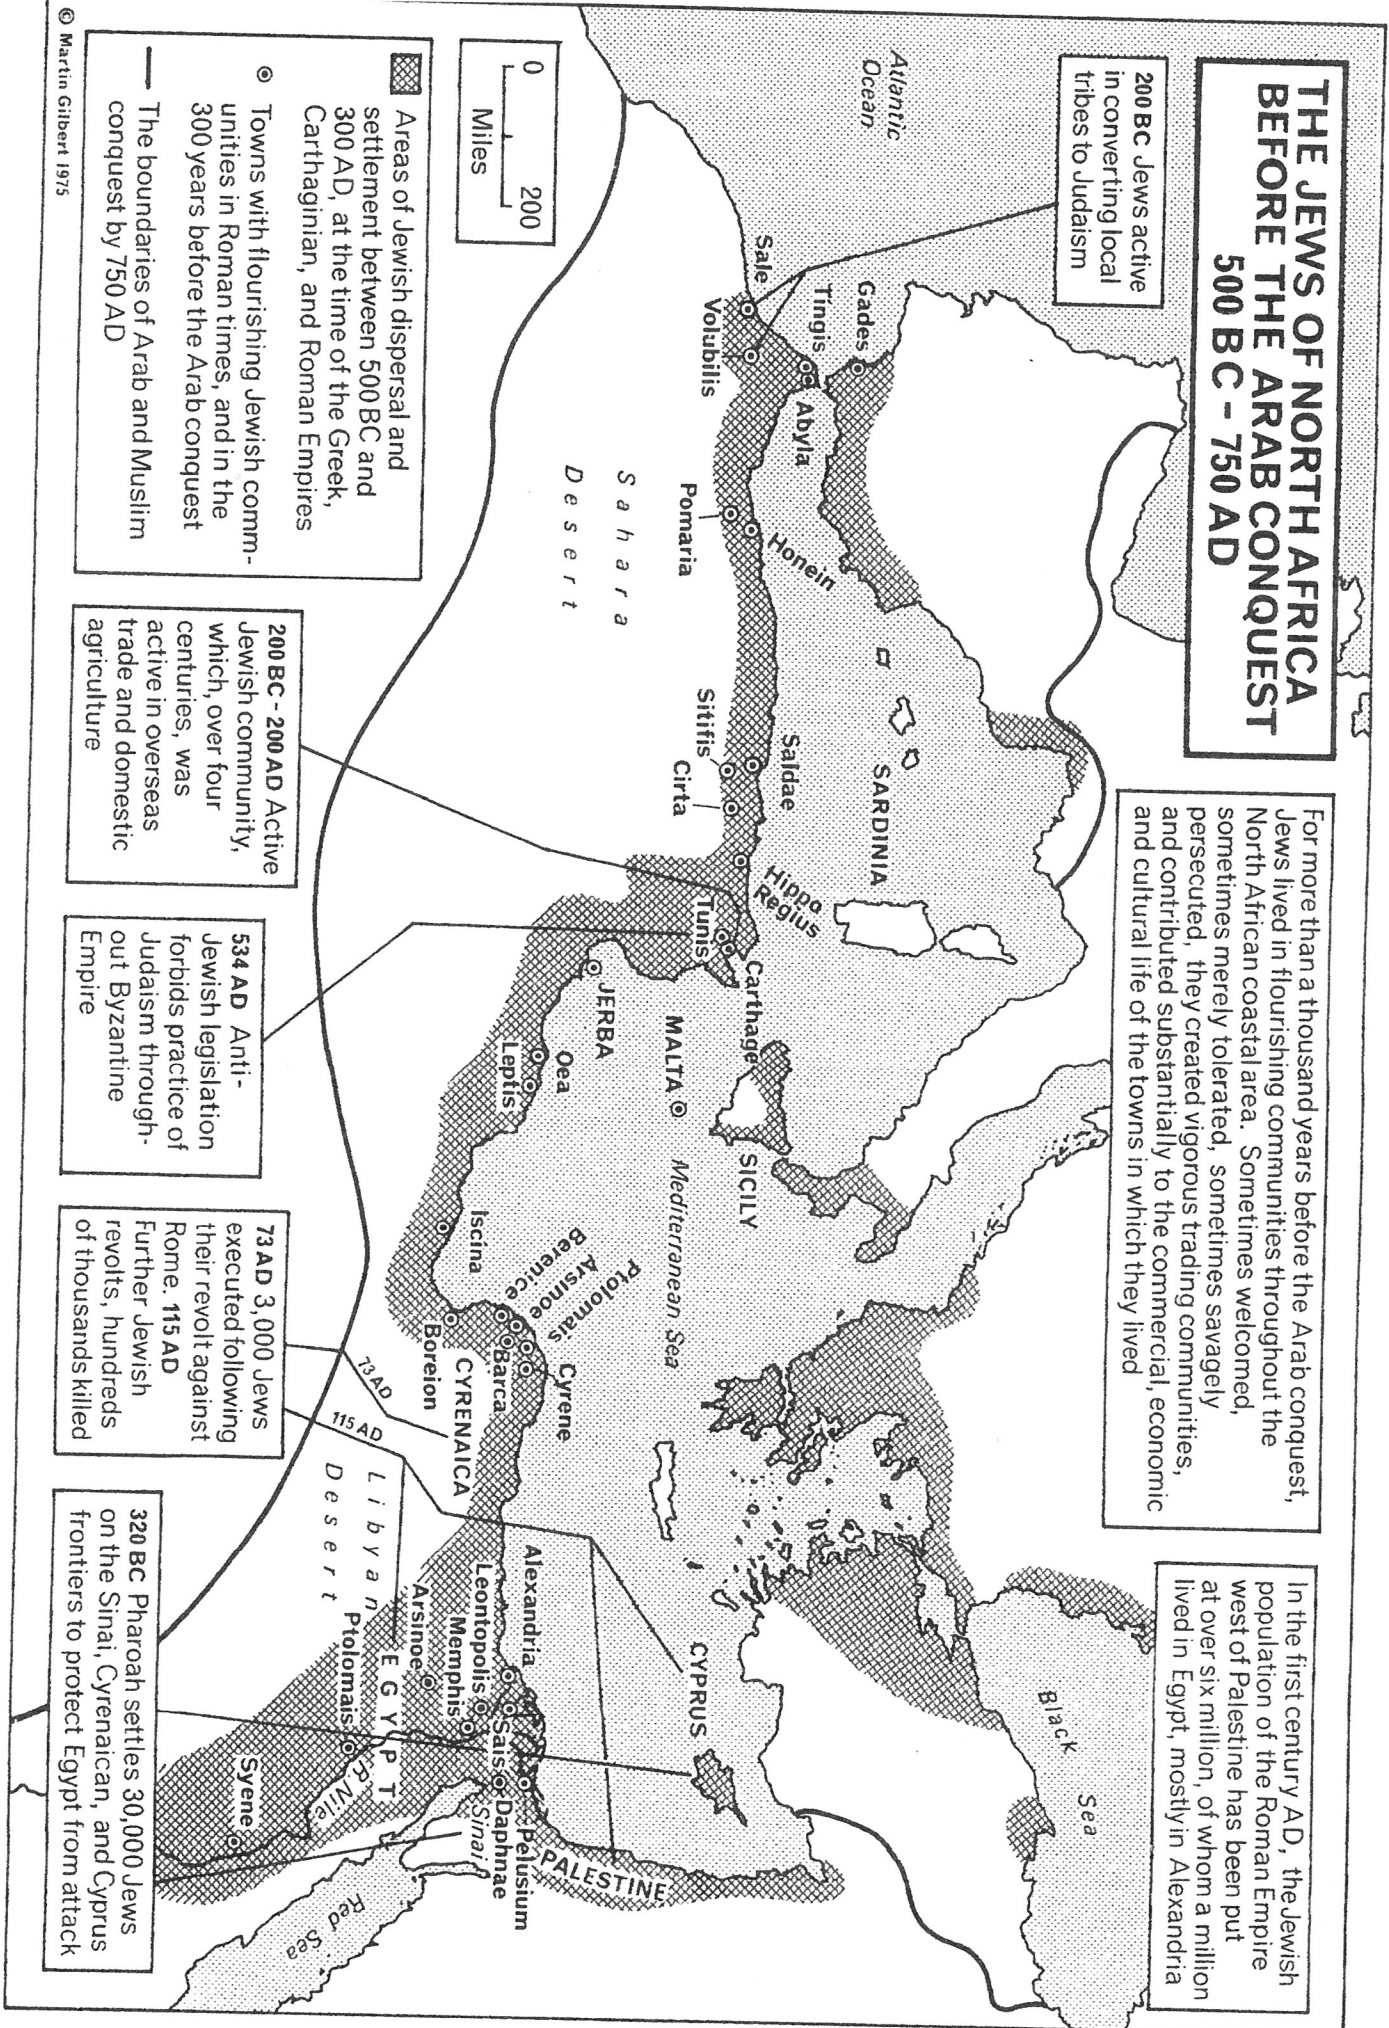 THE JEWS OF NORTH AFRICA
BEFORE THE ARAB CONQUEST
500 BC – 750 AD
For more than a thousand years before the Arab conquest,
Jews lived in flourishing communities throughout the
North African coastal area. Sometimes welcomed,
sometimes merely tolerated, sometimes savagely
persecuted, they created vigorous trading communities,
and contributed substantially to the commercial, economic
and cultural life of the towns in which they lived
In the first century AD, the Jewish
population of the Roman Empire
west of Palestine has been put
at over six million, of whom a million
lived in Egypt, mostly in Alexandria
200 BC Jews active
in converting local
tribes to Judaism
Atlantic
Ocean
Black
Sea
Gades
Tingis
Sale
Volubilis
Abyla
Pomaria
Honein
SARDINIA
Saldae
Sitifis
Cirta
Hippo
Regius
Tunis
Carthage
SICILY
MALTA
JERBA
Oea
Leptis
Mediterranean Sea
Iscina
Ptolomais
Arsinoe
Berenice
Cyrene
Barca
Boreion
CYRENAICA
73 AD
115 AD
CYPRUS
Alexandria
Leontopolis
Memphis
Arsinoe
Ptolomais
Sais
Pelusium
Daphnae
PALESTINE
Sinai
EGYPT
R Nile
Syene
Red Sea
Libyan
Desert
Sahara
Desert
0 200
Miles
Areas of Jewish dispersal and
settlement between 500 BC and
300 AD, at the time of the Greek,
Carthaginian, and Roman Empires
Towns with flourishing Jewish comm-
unities in Roman times, and in the
300 years before the Arab conquest
The boundaries of Arab and Muslim
conquest by 750 AD
200 BC - 200 AD Active
Jewish community,
which, over four
centuries, was
active in overseas
trade and domestic
agriculture
534 AD Anti-
Jewish legislation
forbids practice of
Judaism through-
out Byzantine
Empire
73 AD 3,000 Jews
executed following
their revolt against
Rome. 115 AD
Further Jewish
revolts, hundreds
of thousands killed
320 BC Pharoah settles 30,000 Jews
on the Sinai, Cyrenaican, and Cyprus
frontiers to protect Egypt from attack
© Martin Gilbert 1975